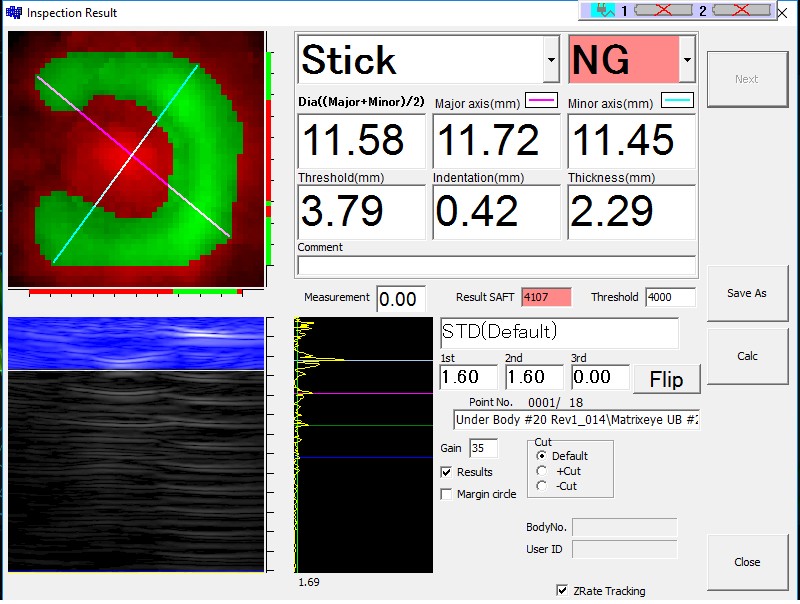 Inspection Result
1
2
Stick
NG
Next
Dia((Major+Minor)/2)
Major axis(mm)
Minor axis(mm)
11.58
11.72
11.45
Threshold(mm)
Indentation(mm)
Thickness(mm)
3.79
0.42
2.29
Comment
Measurement
0.00
Result SAFT
4107
Threshold
4000
Save As
STD(Default)
1st
2nd
3rd
1.60
1.60
0.00
Flip
Calc
Point No. 0001/ 18
Under Body #20 Rev1_014\Matrixeye UB #2
Gain
35
Cut
Default
+Cut
-Cut
Results
Margin circle
BodyNo.
User ID
Close
1.69
ZRate Tracking